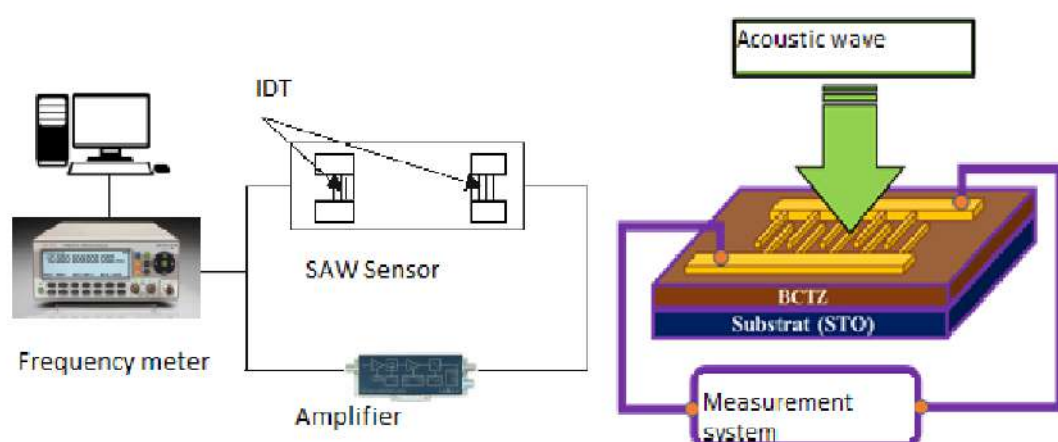 IDT
SAW Sensor
Frequency meter
Amplifier
Acoustic wave
BCTZ
Substrat (STO)
Measurement
system